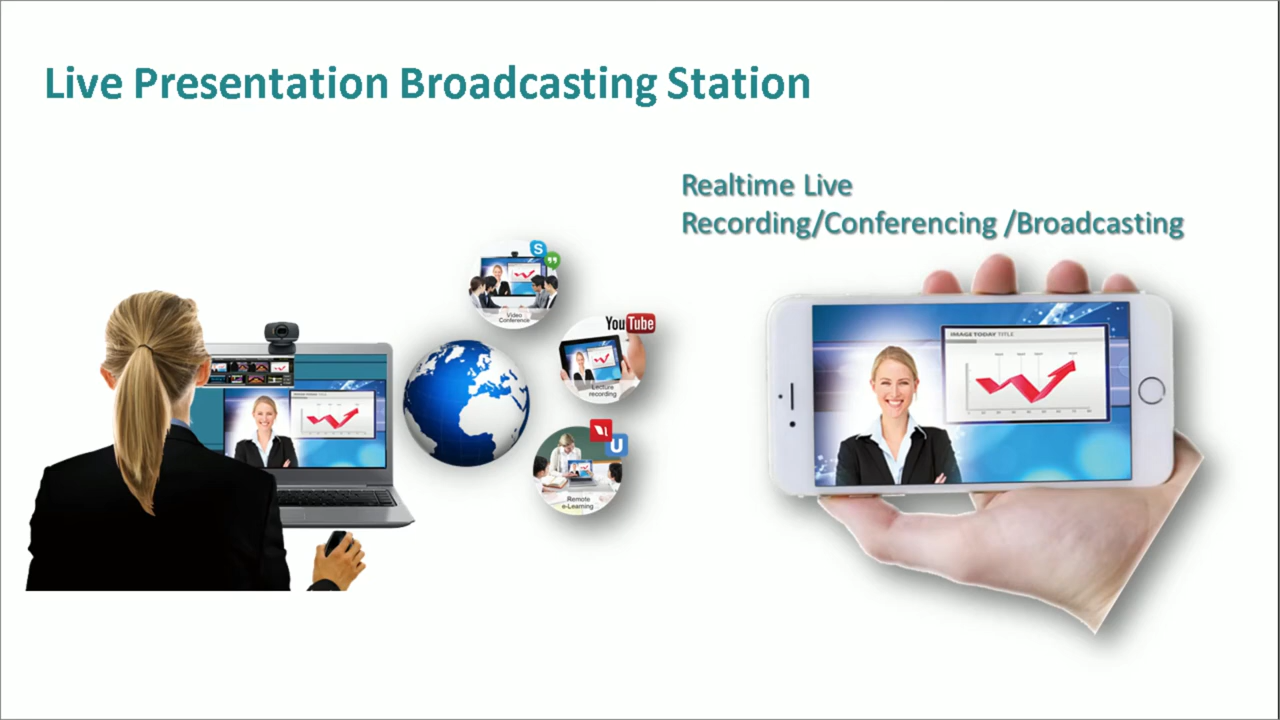 Live Presentation Broadcasting Station
Realtime Live
Recording/Conferencing /Broadcasting
S
Video
Conference
YouTube
Lecture
recording
U
Remote
e-Learning
IMAGE TODAY TITLE